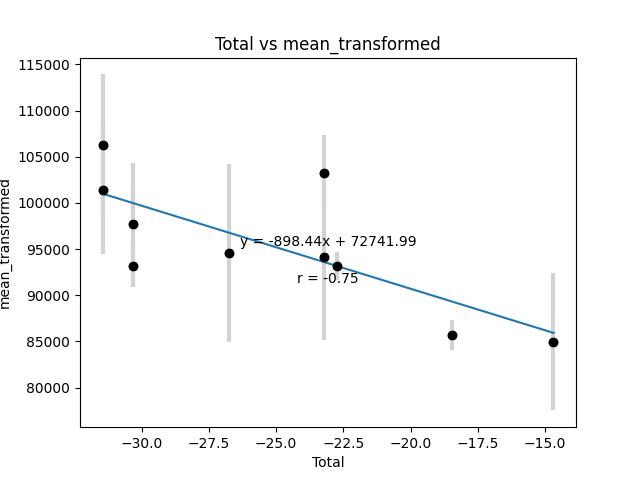 Total vs mean_transformed
115000
110000
105000
100000
95000
90000
85000
80000
mean_transformed
y = -898.44x + 72741.99
r = -0.75
−30.0 −27.5 −25.0 −22.5 −20.0 −17.5 −15.0
Total